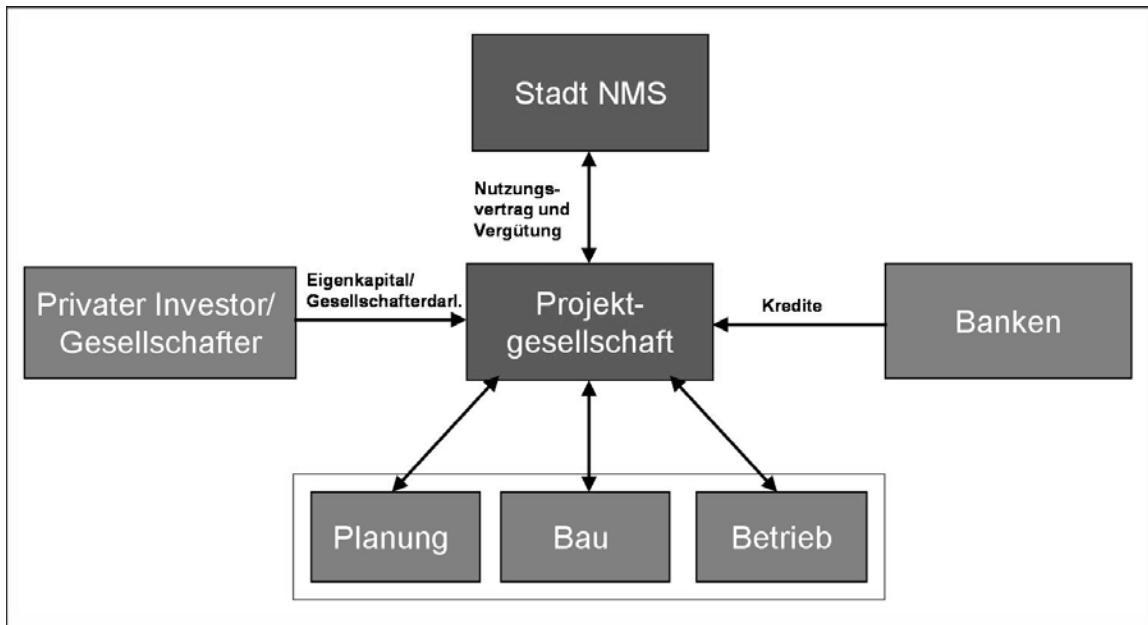 Stadt NMS
Nutzungs-
vertrag und
Vergütung
Privater Investor/
Gesellschafter
Eigenkapital/
Gesellschafterdarl.
Projekt-
gesellschaft
Kredite
Banken
Planung
Bau
Betrieb